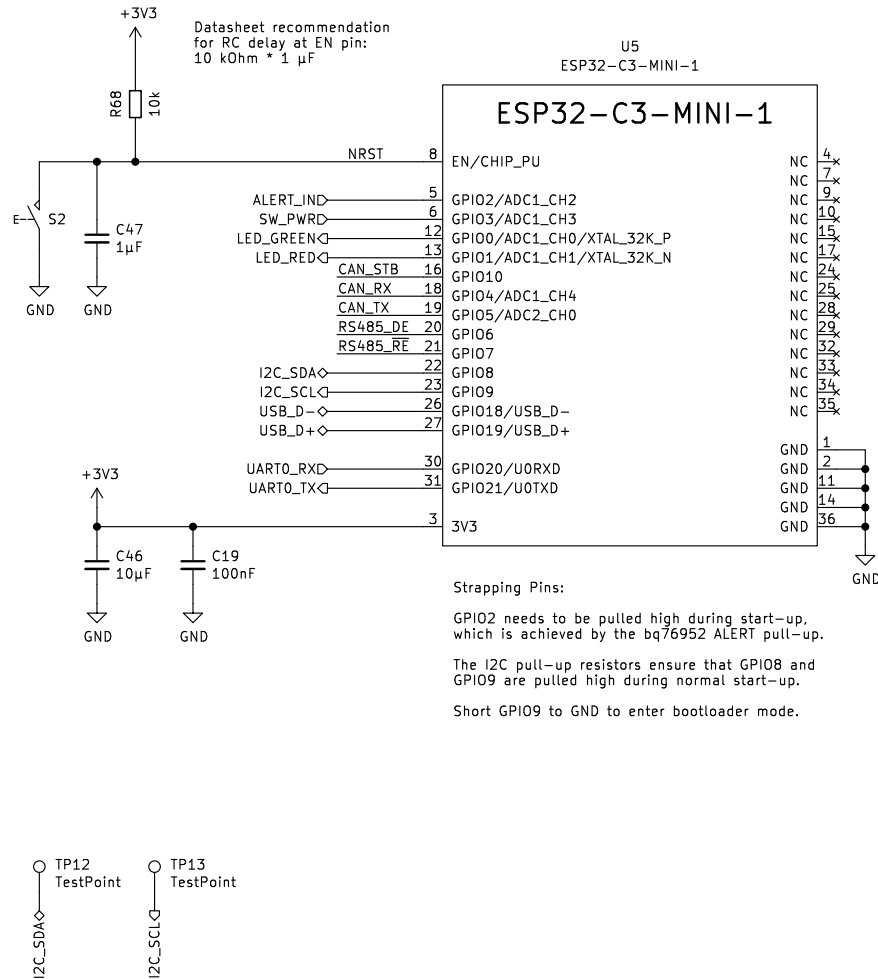 +3V3
Datasheet recommendation
for RC delay at EN pin:
10 kOhm * 1 µF
R68
10k
U5
ESP32-C3-MINI-1
ESP32-C3-MINI-1
NRST 8 EN/CHIP_PU
ALERT_IN 5 GPIO2/ADC1_CH2
SW_PWR 6 GPIO3/ADC1_CH3
LED_GREEN 12 GPIO0/ADC1_CH0/XTAL_32K_P
LED_RED 13 GPIO1/ADC1_CH1/XTAL_32K_N
CAN_STB 16 GPIO10
CAN_RX 18 GPIO4/ADC1_CH4
CAN_TX 19 GPIO5/ADC2_CH0
RS485_DE 20 GPIO6
RS485_RE 21 GPIO7
I2C_SDA 22 GPIO8
I2C_SCL 23 GPIO9
USB_D- 26 GPIO18/USB_D-
USB_D+ 27 GPIO19/USB_D+
UART0_RX 30 GPIO20/U0RXD
UART0_TX 31 GPIO21/U0TXD
3 3V3
NC 4
NC 7
NC 9
NC 10
NC 15
NC 17
NC 24
NC 25
NC 28
NC 29
NC 32
NC 33
NC 34
NC 35
GND 1
GND 2
GND 11
GND 14
GND 36
GND
E S2
C47
1µF
GND
GND
+3V3
C46
10µF
C19
100nF
GND
GND
Strapping Pins:
GPIO2 needs to be pulled high during start-up,
which is achieved by the bq76952 ALERT pull-up.
The I2C pull-up resistors ensure that GPIO8 and
GPIO9 are pulled high during normal start-up.
Short GPIO9 to GND to enter bootloader mode.
TP12
TestPoint
TP13
TestPoint
I2C_SDA
I2C_SCL